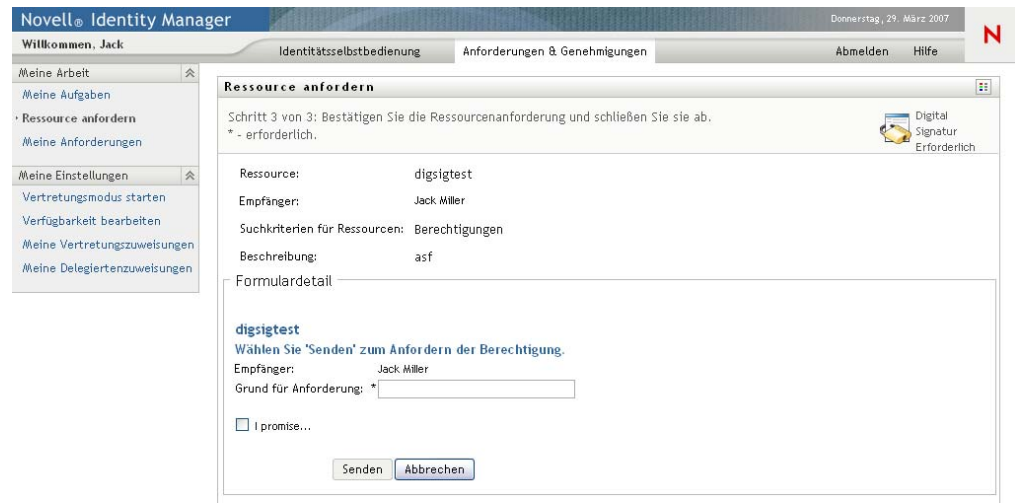 Novell® Identity Manager
Donnerstag, 29. März 2007
N
Willkommen, Jack
Identitätsselbstbedienung
Anforderungen & Genehmigungen
Abmelden
Hilfe
Meine Arbeit
Meine Aufgaben
Ressource anfordern
Meine Anforderungen
Meine Einstellungen
Vertretungsmodus starten
Verfügbarkeit bearbeiten
Meine Vertretungszuweisungen
Meine Delegiertenzuweisungen
Ressource anfordern
Schritt 3 von 3: Bestätigen Sie die Ressourcenanforderung und schließen Sie sie ab.
* - erforderlich.
Digital
Signatur
Erforderlich
Ressource: digsigtest
Empfänger: Jack Miller
Suchkriterien für Ressourcen: Berechtigungen
Beschreibung: asf
Formulardetail
digsigtest
Wählen Sie 'Senden' zum Anfordern der Berechtigung.
Empfänger: Jack Miller
Grund für Anforderung: *
I promise...
Senden Abbrechen